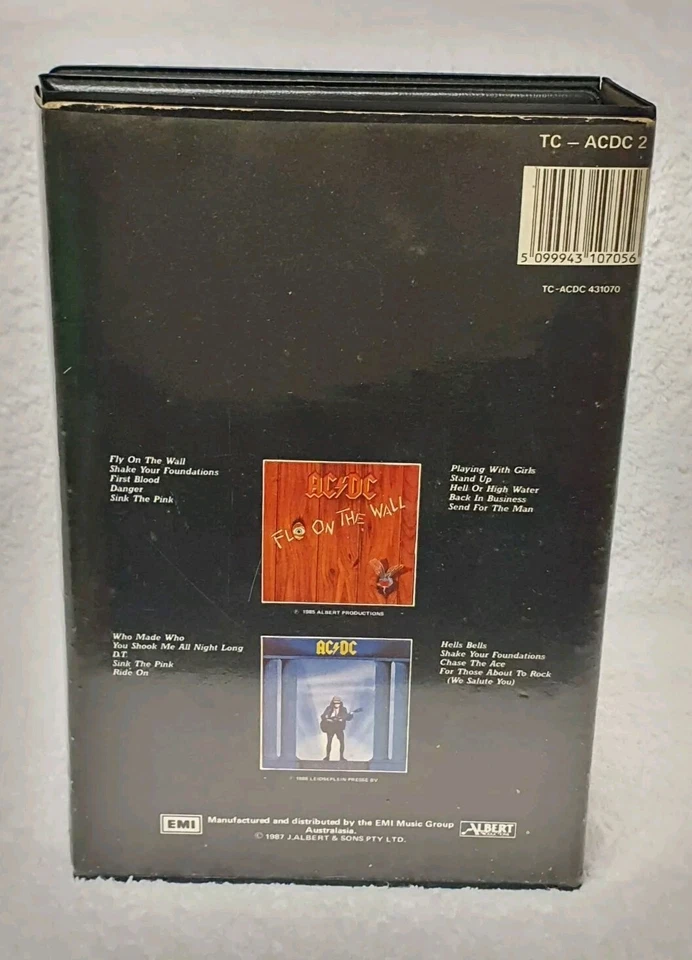 TC – ACDC 2
5 099943 107056
TC-ACDC 431070
Fly On The Wall
Shake Your Foundations
First Blood
Danger
Sink The Pink
AC/DC
FLY ON THE WALL
Playing With Girls
Stand Up
Hell Or High Water
Back In Business
Send For The Man
℗ 1985 ALBERT PRODUCTIONS
Who Made Who
You Shook Me All Night Long
D.T.
Sink The Pink
Ride On
AC/DC
Hells Bells
Shake Your Foundations
Chase The Ace
For Those About To Rock
(We Salute You)
1986 LEIDSEPLEIN PRESSE BV
EMI
Manufactured and distributed by the EMI Music Group
Australasia.
© 1987 J.ALBERT & SONS PTY LTD.
ALBERT